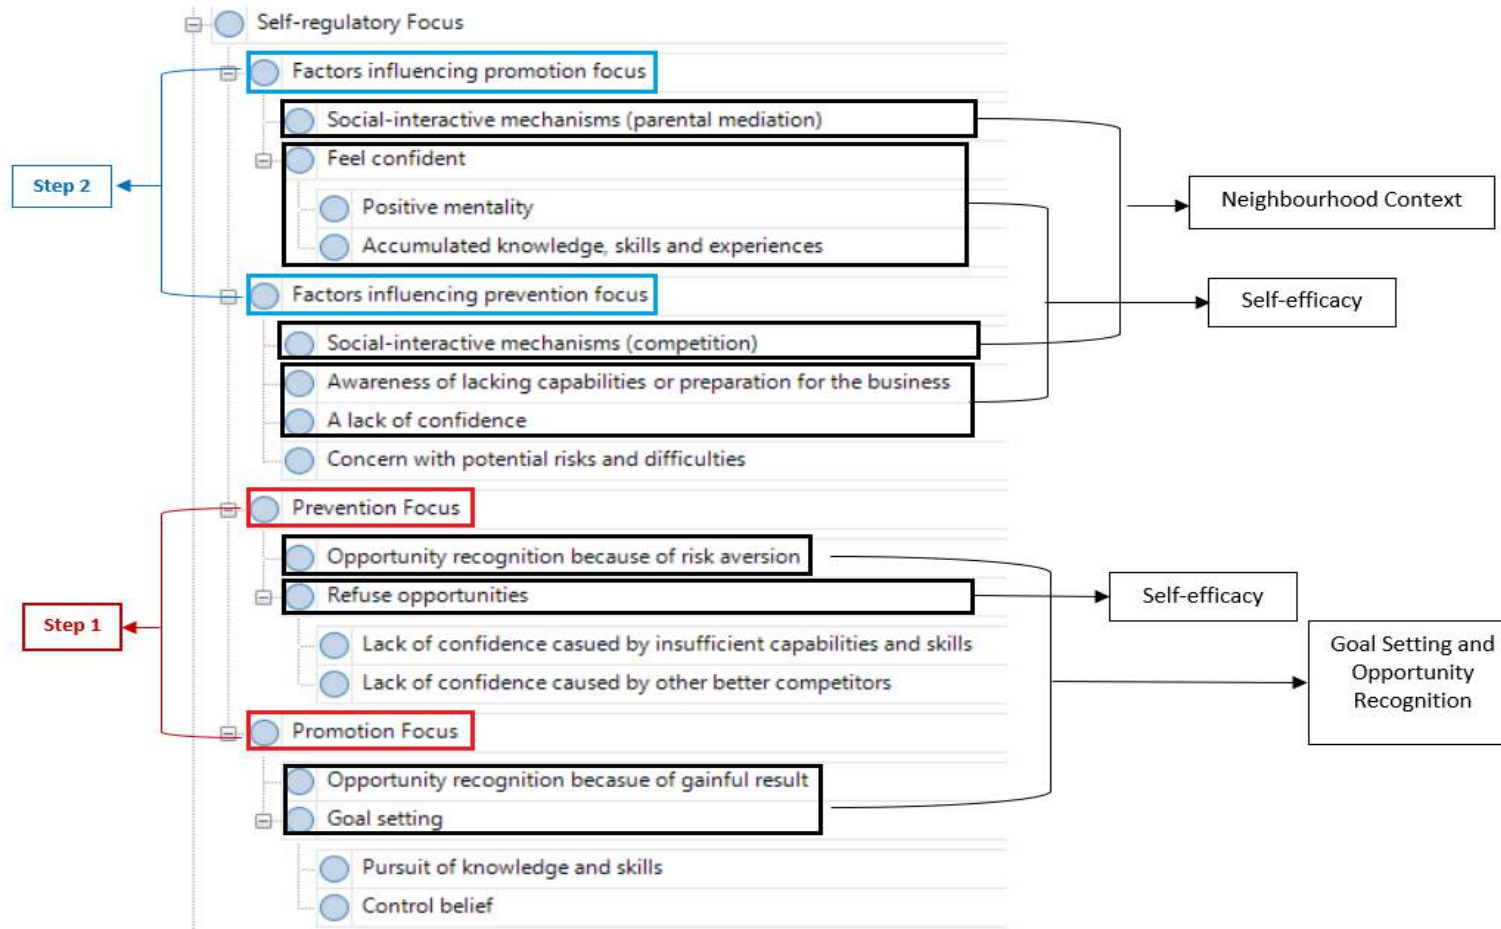 Self-regulatory Focus
Factors influencing promotion focus
Social-interactive mechanisms (parental mediation)
Feel confident
Step 2
Neighbourhood Context
Positive mentality
Accumulated knowledge, skills and experiences
Factors influencing prevention focus
Self-efficacy
Social-interactive mechanisms (competition)
Awareness of lacking capabilities or preparation for the business
A lack of confidence
Concern with potential risks and difficulties
Prevention Focus
Opportunity recognition because of risk aversion
Refuse opportunities
Self-efficacy
Step 1
Lack of confidence casued by insufficient capabilities and skills
Lack of confidence caused by other better competitors
Goal Setting and
Opportunity
Recognition
Promotion Focus
Opportunity recognition becasue of gainful result
Goal setting
Pursuit of knowledge and skills
Control belief